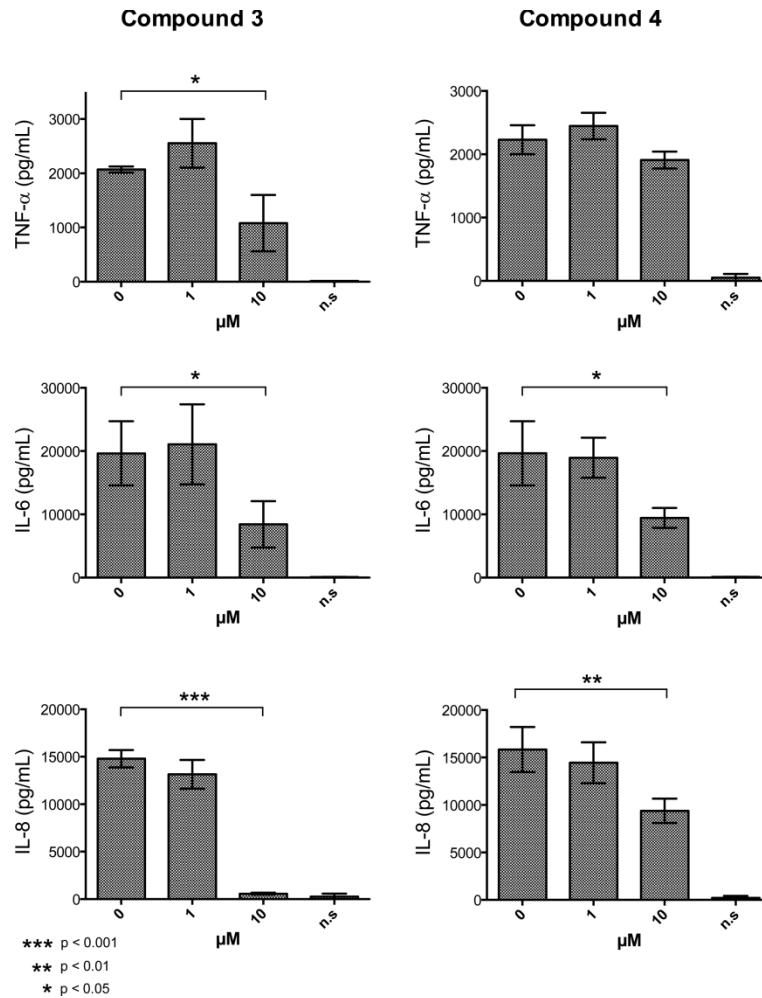 Compound 3
Compound 4
*
TNF-α (pg/mL)
3000
2000
1000
0
0
1
10
n.s
µM
TNF-α (pg/mL)
3000
2000
1000
0
0
1
10
n.s
µM
*
IL-6 (pg/mL)
30000
20000
10000
0
0
1
10
n.s
µM
*
IL-6 (pg/mL)
30000
20000
10000
0
0
1
10
n.s
µM
***
IL-8 (pg/mL)
20000
15000
10000
5000
0
0
1
10
n.s
µM
**
IL-8 (pg/mL)
20000
15000
10000
5000
0
0
1
10
n.s
µM
*** p < 0.001
** p < 0.01
* p < 0.05